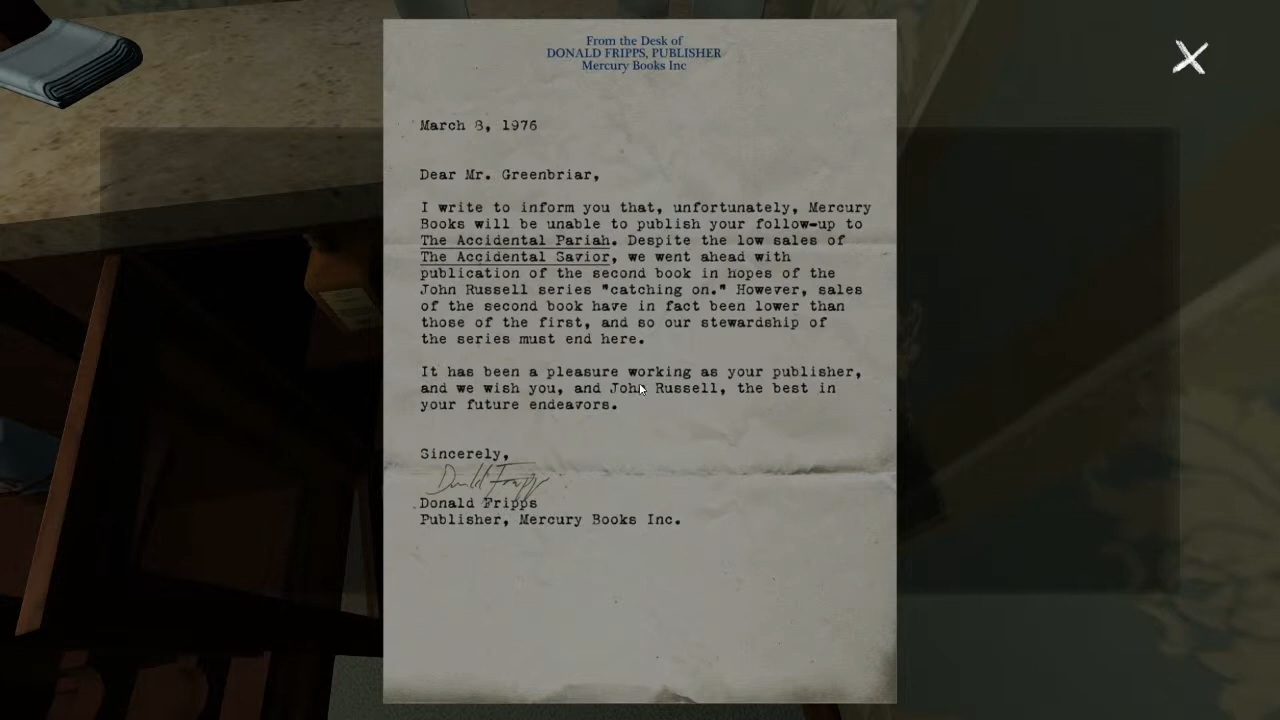 From the Desk of
DONALD FRIPPS, PUBLISHER
Mercury Books Inc
March 8, 1976
Dear Mr. Greenbriar,
I write to inform you that, unfortunately, Mercury
Books will be unable to publish your follow-up to
The Accidental Pariah. Despite the low sales of
The Accidental Savior, we went ahead with
publication of the second book in hopes of the
John Russell series "catching on." However, sales
of the second book have in fact been lower than
those of the first, and so our stewardship of
the series must end here.
It has been a pleasure working as your publisher,
and we wish you, and John Russell, the best in
your future endeavors.
Sincerely,
Donald Fripps
Donald Fripps
Publisher, Mercury Books Inc.